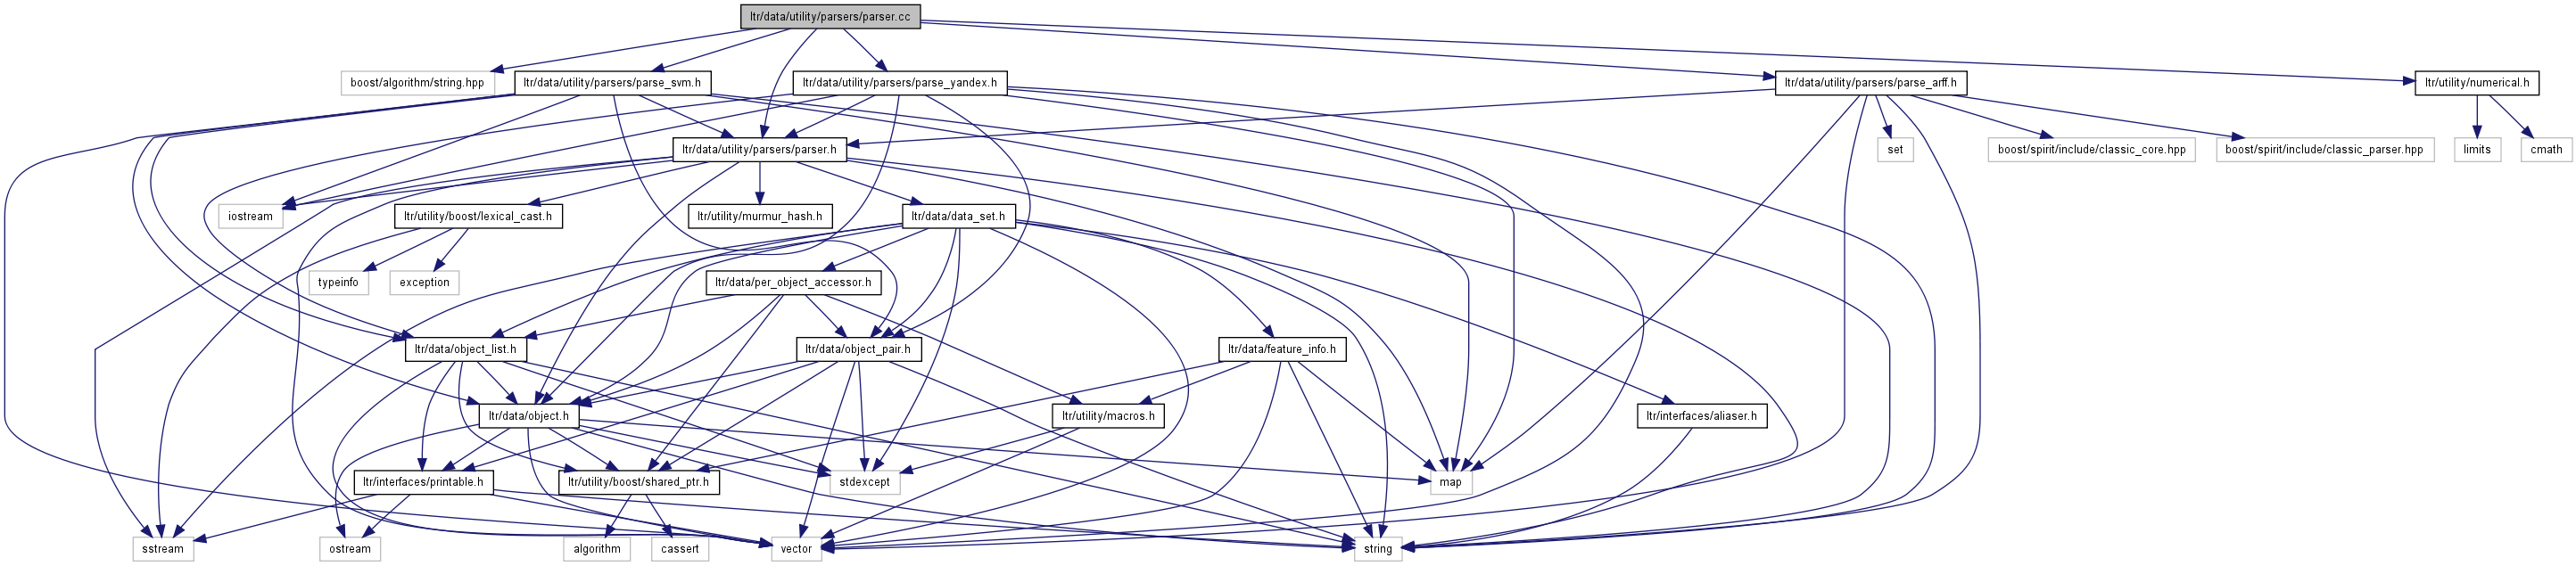 ltr/data/utility/parsers/parser.cc
boost/algorithm/string.hpp
ltr/data/utility/parsers/parse_svm.h
ltr/data/utility/parsers/parse_yandex.h
ltr/data/utility/parsers/parse_arff.h
ltr/utility/numerical.h
ltr/data/utility/parsers/parser.h
set
boost/spirit/include/classic_core.hpp
boost/spirit/include/classic_parser.hpp
limits
cmath
iostream
ltr/utility/boost/lexical_cast.h
ltr/utility/murmur_hash.h
ltr/data/data_set.h
typeinfo
exception
ltr/data/per_object_accessor.h
ltr/data/object_list.h
ltr/data/object_pair.h
ltr/data/feature_info.h
ltr/data/object.h
ltr/utility/macros.h
ltr/interfaces/aliaser.h
ltr/interfaces/printable.h
ltr/utility/boost/shared_ptr.h
stdexcept
map
sstream
ostream
algorithm
cassert
vector
string